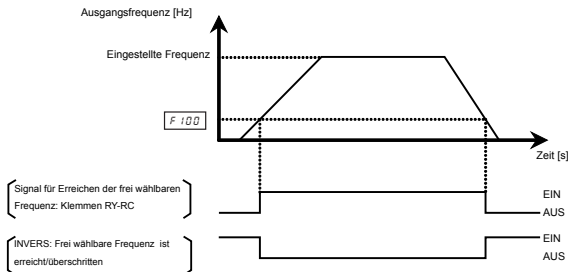 Ausgangsfrequenz [Hz]
Eingestellte Frequenz
F 100
Zeit [s]
Signal für Erreichen der frei wählbaren
Frequenz: Klemmen RY-RC
EIN
AUS
INVERS: Frei wählbare Frequenz ist
erreicht/überschritten
EIN
AUS